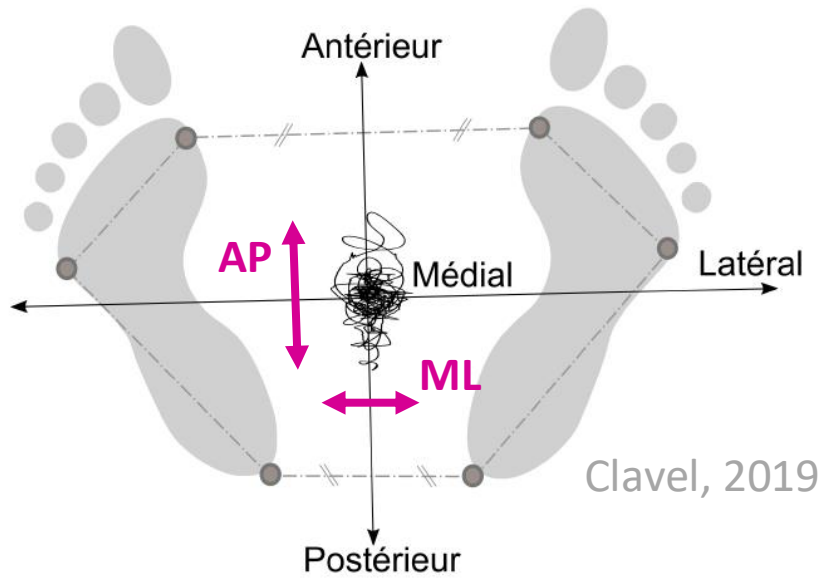 Antérieur
AP
Médial
Latéral
ML
Clavel, 2019
Postérieur